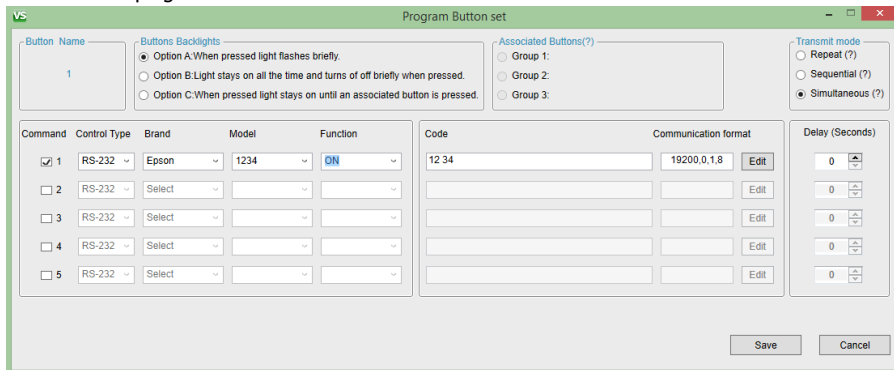 VS Program Button set
Button Name
1
Buttons Backlights
Option A:When pressed light flashes briefly.
Option B:Light stays on all the time and turns of off briefly when pressed.
Option C:When pressed light stays on until an associated button is pressed.
Associated Buttons(?)
Group 1:
Group 2:
Group 3:
Transmit mode
Repeat (?)
Sequential (?)
Simultaneous (?)
Command Control Type Brand Model Function Code Communication format Delay (Seconds)
1 RS-232 Epson 1234 ON 12 34 19200,0,1,8 Edit 0
2 RS-232 Select Edit 0
3 RS-232 Select Edit 0
4 RS-232 Select Edit 0
5 RS-232 Select Edit 0
Save Cancel